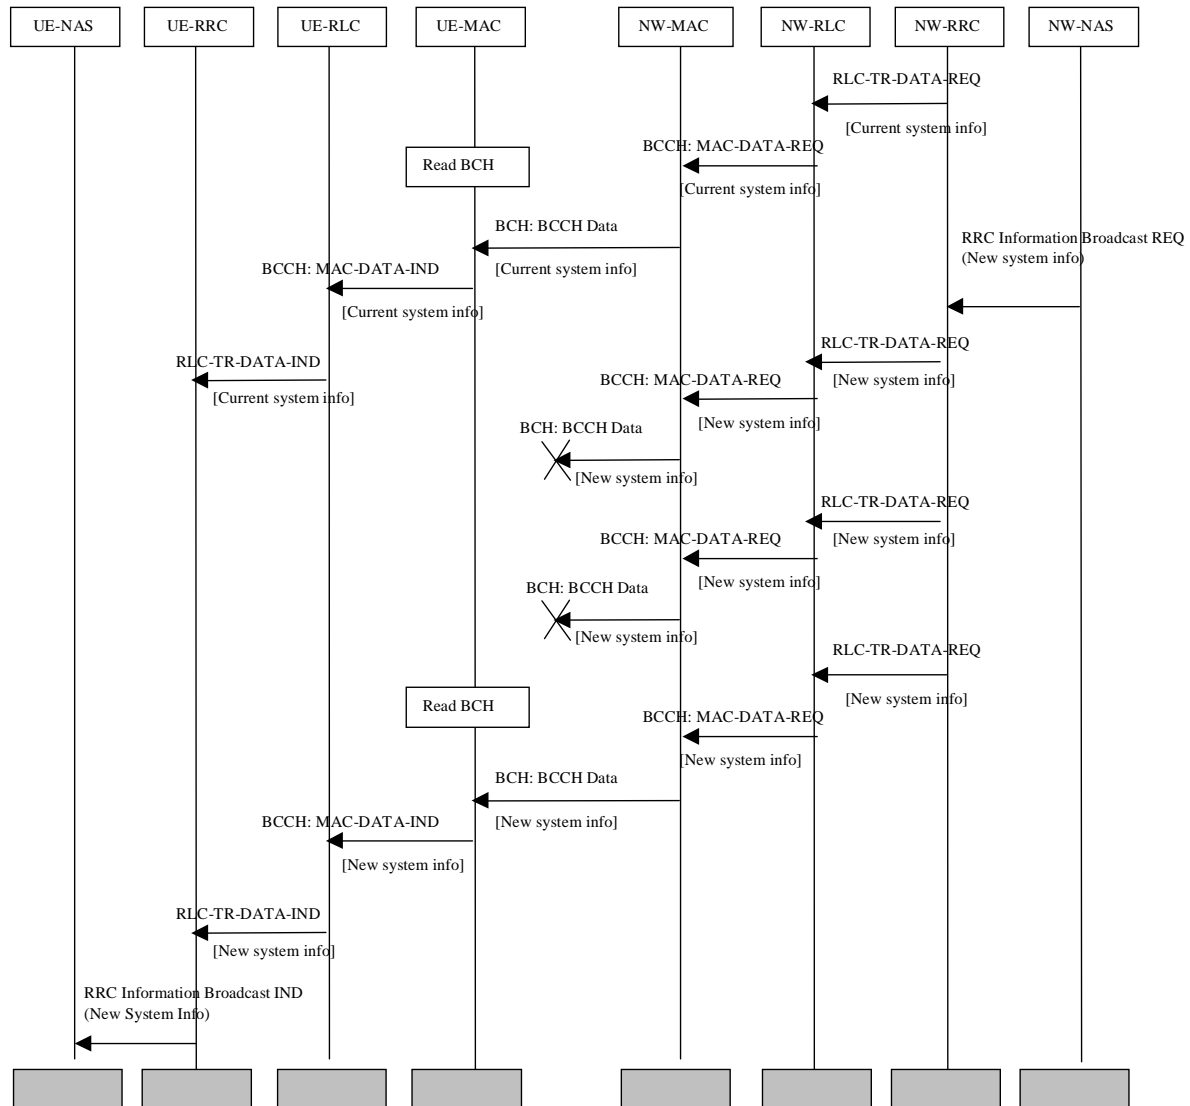 UE-NAS
UE-RRC
UE-RLC
UE-MAC
NW-MAC
NW-RLC
NW-RRC
NW-NAS
RLC-TR-DATA-REQ
[Current system info]
BCCH: MAC-DATA-REQ
Read BCH
[Current system info]
BCH: BCCH Data
RRC Information Broadcast REQ
(New system info)
BCCH: MAC-DATA-IND
[Current system info]
[Current system info]
RLC-TR-DATA-REQ
RLC-TR-DATA-IND
BCCH: MAC-DATA-REQ
[New system info]
[Current system info]
[New system info]
BCH: BCCH Data
[New system info]
RLC-TR-DATA-REQ
BCCH: MAC-DATA-REQ
[New system info]
[New system info]
BCH: BCCH Data
[New system info]
RLC-TR-DATA-REQ
[New system info]
Read BCH
BCCH: MAC-DATA-REQ
[New system info]
BCH: BCCH Data
BCCH: MAC-DATA-IND
[New system info]
[New system info]
RLC-TR-DATA-IND
[New system info]
RRC Information Broadcast IND
(New System Info)